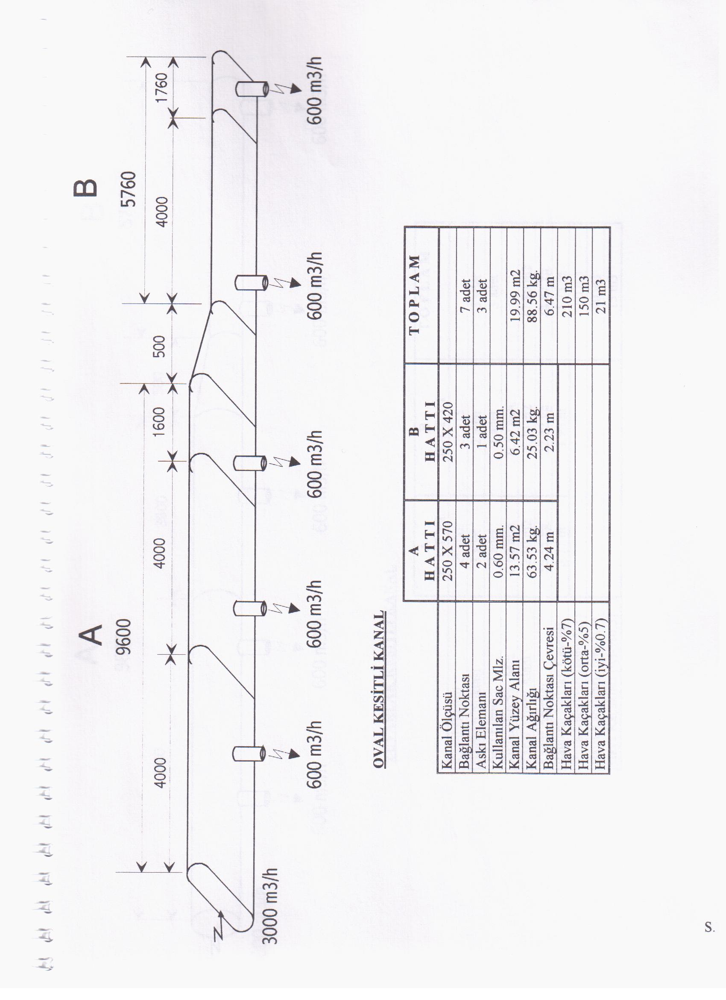 A
B
9600
5760
4000
4000
1600
500
4000
1760
3000 m3/h
600 m3/h
600 m3/h
600 m3/h
600 m3/h
600 m3/h
OVAL KESİTLİ KANAL
A HATTI B HATTI TOPLAM
Kanal Ölçüsü 250 X 570 250 X 420
Bağlantı Noktası 4 adet 3 adet 7 adet
Askı Elemanı 2 adet 1 adet 3 adet
Kullanılan Sac Mlz. 0.60 mm. 0.50 mm.
Kanal Yüzey Alanı 13.57 m2 6.42 m2 19.99 m2
Kanal Ağırlığı 63.53 kg. 25.03 kg. 88.56 kg.
Bağlantı Noktası Çevresi 4.24 m 2.23 m 6.47 m
Hava Kaçakları (kötü-%7) 210 m3
Hava Kaçakları (orta-%5) 150 m3
Hava Kaçakları (iyi-%0.7) 21 m3
S.